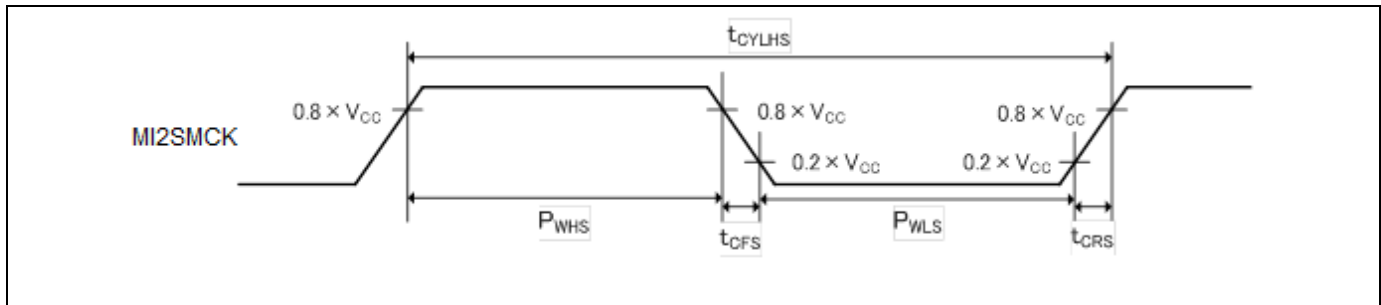 tCYLHS
0.8 × VCC
0.8 × VCC
0.8 × VCC
MI2SMCK
0.2 × VCC
0.2 × VCC
PWHS
PWLS
tCFS
tCRS